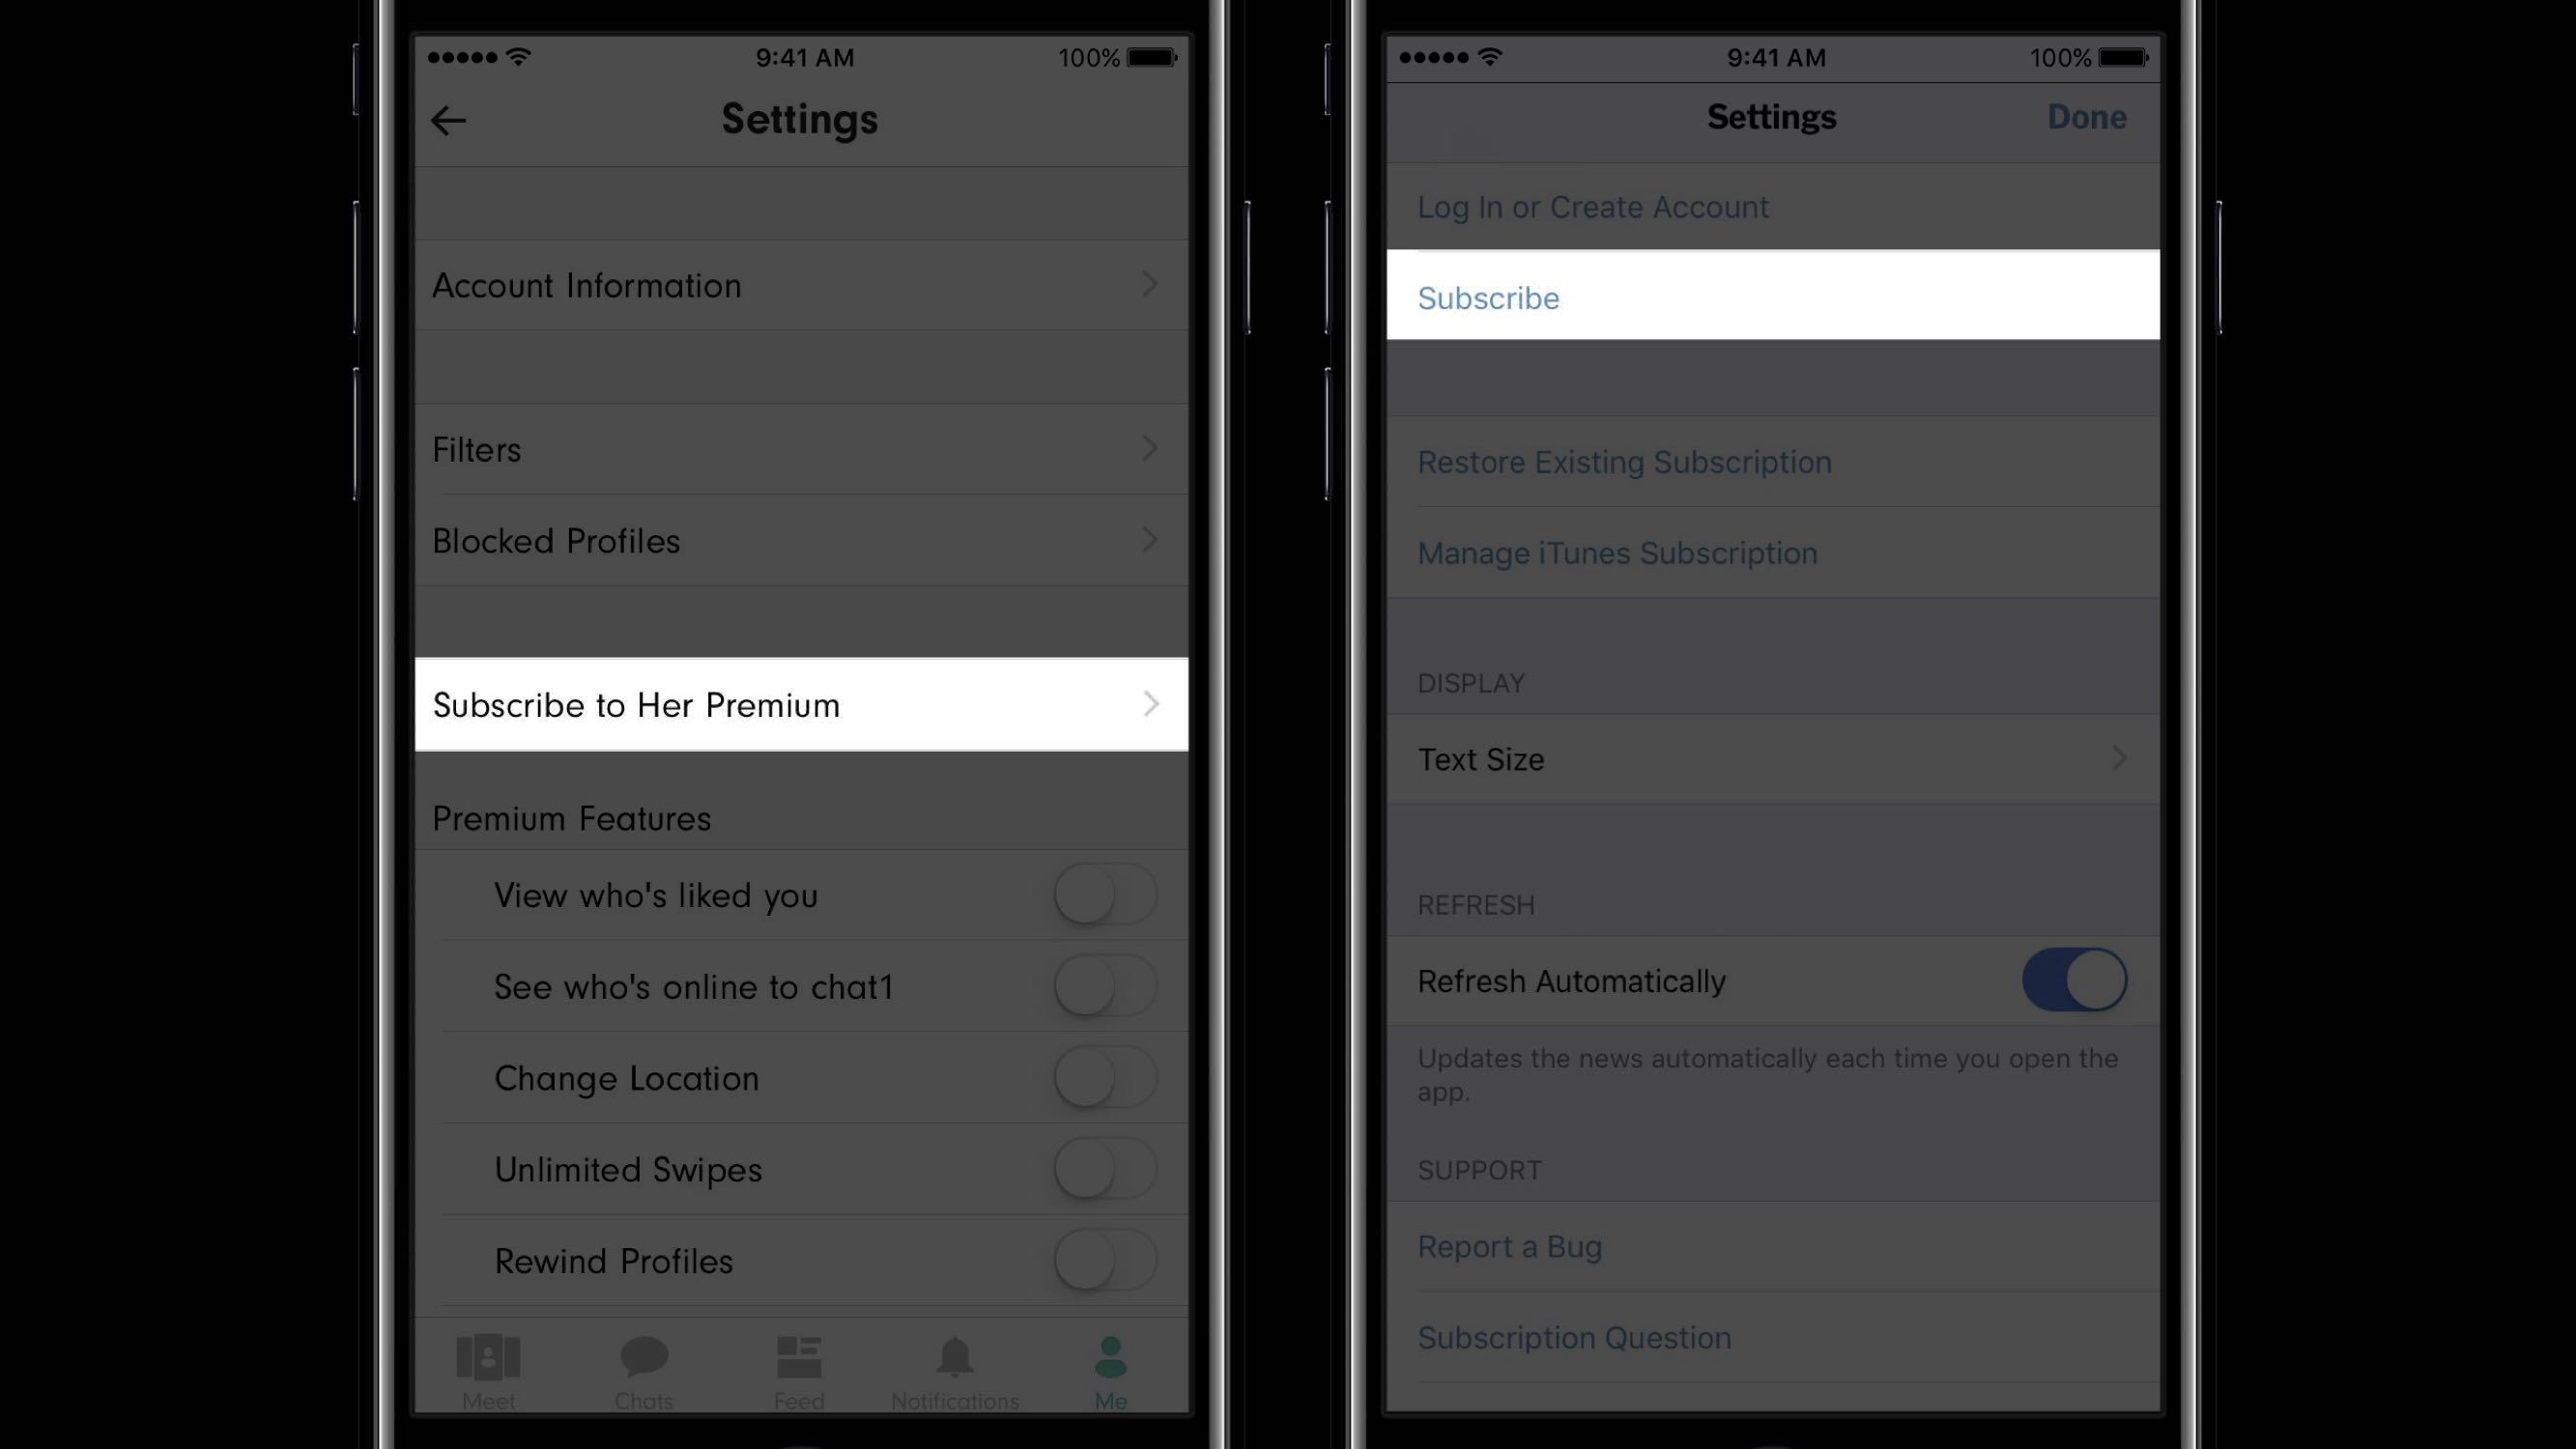 9:41 AM
100%
Settings
Account Information
Filters
Blocked Profiles
Subscribe to Her Premium
Premium Features
View who's liked you
See who's online to chat1
Change Location
Unlimited Swipes
Rewind Profiles
Meet
Chats
Feed
Notifications
Me
9:41 AM
100%
Settings
Done
Log In or Create Account
Subscribe
Restore Existing Subscription
Manage iTunes Subscription
DISPLAY
Text Size
REFRESH
Refresh Automatically
Updates the news automatically each time you open the
app.
SUPPORT
Report a Bug
Subscription Question